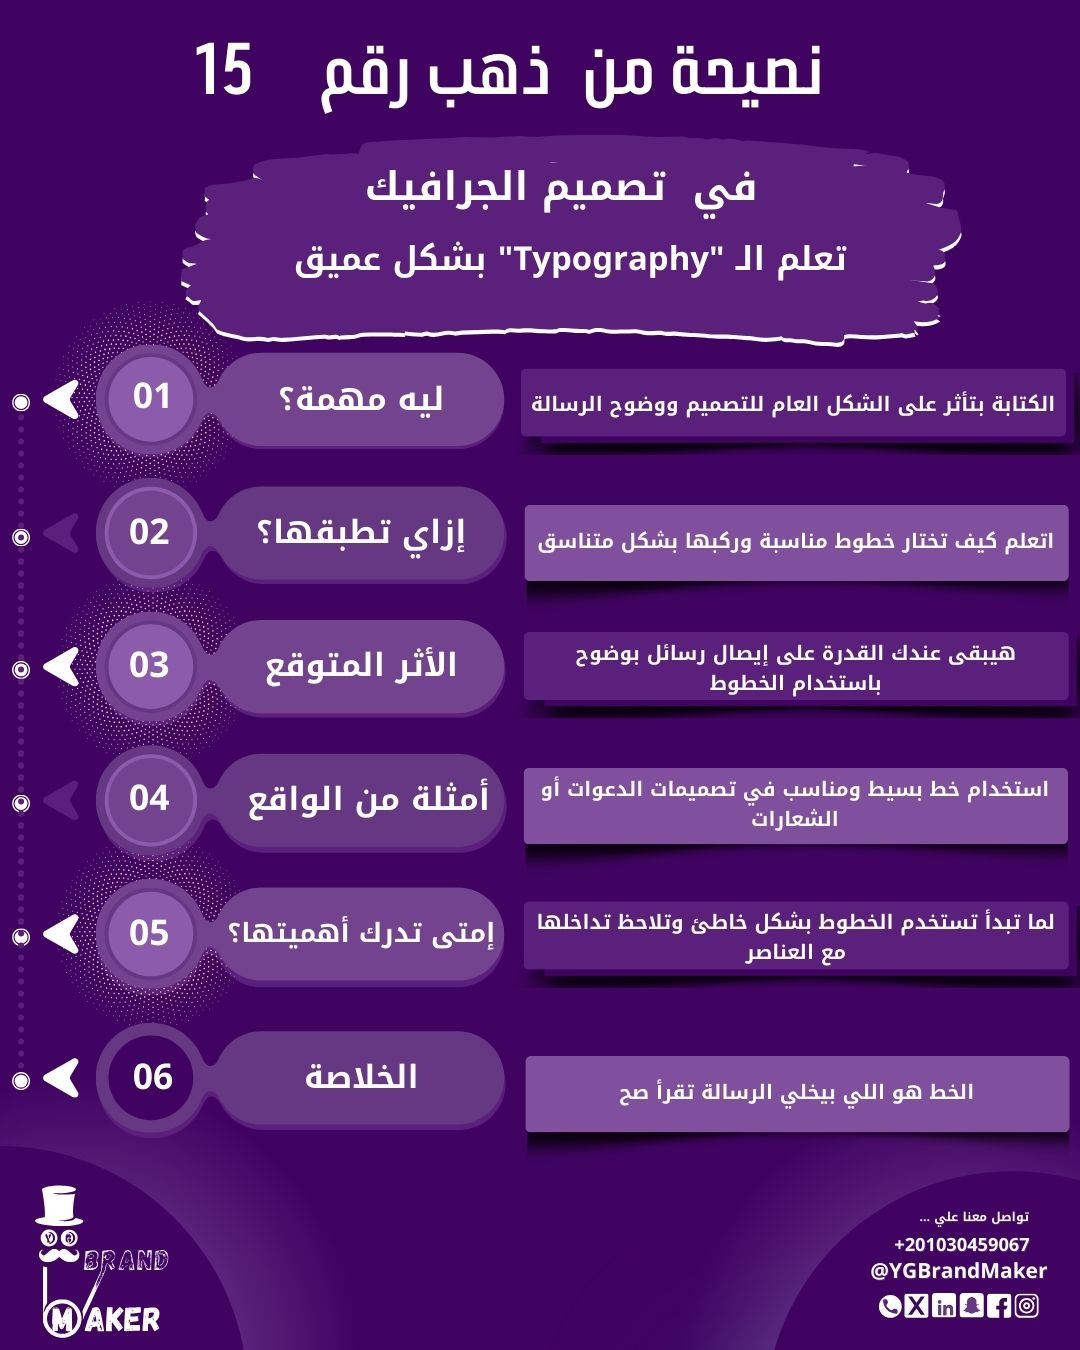 نصيحة من ذهب رقم 15
في تصميم الجرافيك
تعلم الـ "Typography" بشكل عميق
01
ليه مهمة؟
الكتابة بتأثر على الشكل العام للتصميم ووضوح الرسالة
02
إزاي تطبقها؟
اتعلم كيف تختار خطوط مناسبة وركبها بشكل متناسق
03
الأثر المتوقع
هيبقى عندك القدرة على إيصال رسائل بوضوح
باستخدام الخطوط
04
أمثلة من الواقع
استخدام خط بسيط ومناسب في تصميمات الدعوات أو
الشعارات
05
إمتى تدرك أهميتها؟
لما تبدأ تستخدم الخطوط بشكل خاطئ وتلاحظ تداخلها
مع العناصر
06
الخلاصة
الخط هو اللي بيخلي الرسالة تقرأ صح
تواصل معنا علي ...
+201030459067
@YGBrandMaker
YG
BRAND
MAKER